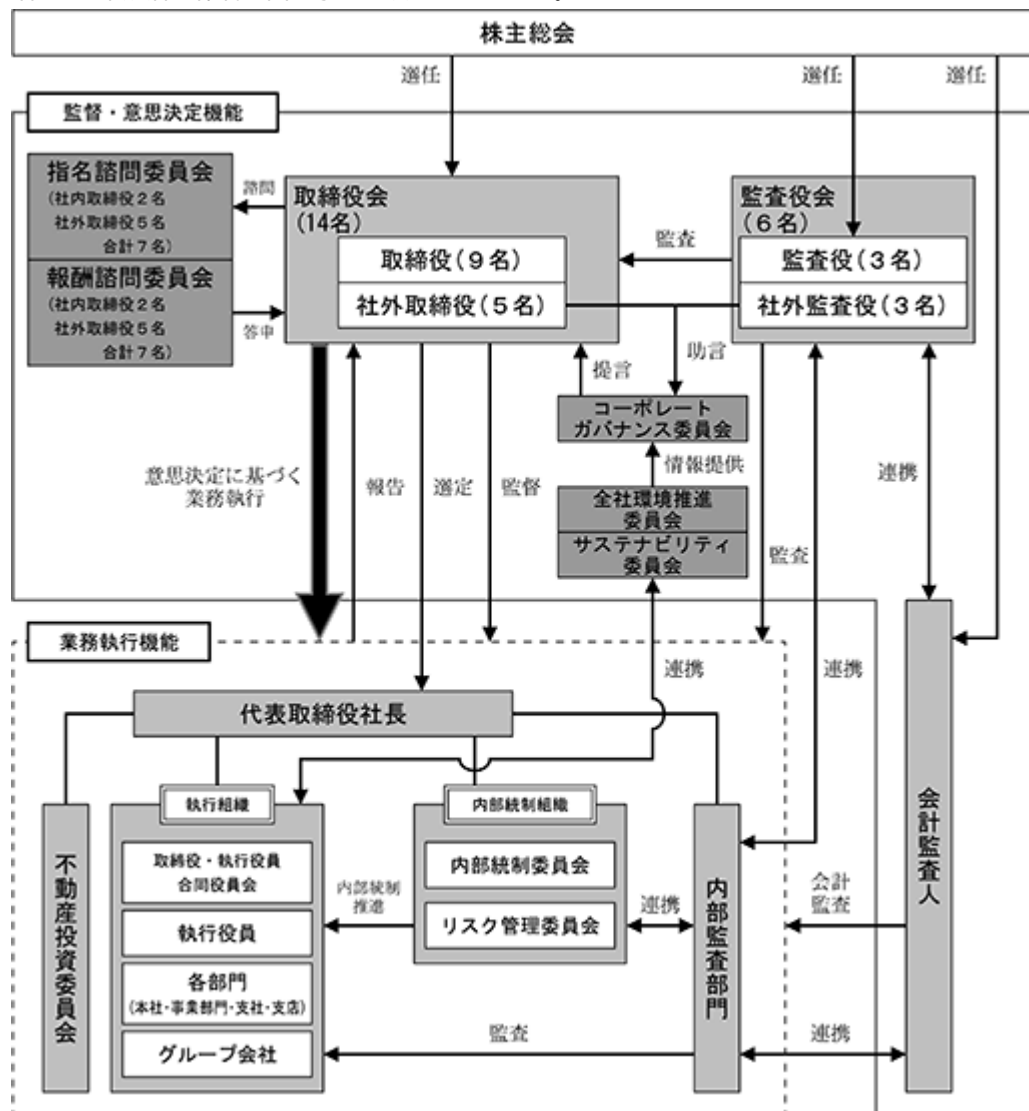 株主総会
選任
選任
選任
監督・意思決定機能
指名諮問委員会
(社内取締役2名
社外取締役5名
合計7名)
報酬諮問委員会
(社内取締役2名
社外取締役5名
合計7名)
諮問
答申
取締役会
(14名)
取締役(9名)
社外取締役(5名)
監査
監査役会
(6名)
監査役(3名)
社外監査役(3名)
提言
助言
コーポレート
ガバナンス委員会
情報提供
全社環境推進
委員会
サステナビリティ
委員会
意思決定に基づく
業務執行
報告
選定
監督
監査
連携
連携
連携
業務執行機能
代表取締役社長
不動産投資委員会
執行組織
取締役・執行役員
合同役員会
執行役員
各部門
(本社・事業部門・支社・支店)
グループ会社
内部統制
推進
内部統制組織
内部統制委員会
リスク管理委員会
連携
監査
内部監査部門
会計
監査
連携
会計監査人